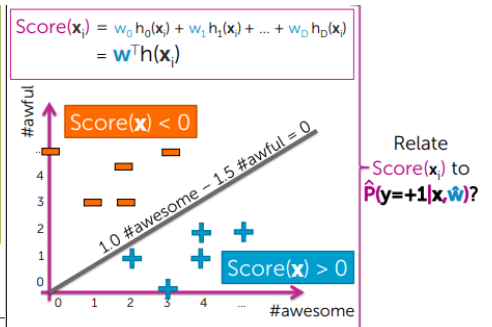 Score(xᵢ) = w₀ h₀(xᵢ) + w₁ h₁(xᵢ) + ... + w_D h_D(xᵢ)
= wᵀh(xᵢ)
#awful
...
4
3
2
1
0
Score(x) < 0
1.0 #awesome – 1.5 #awful = 0
Score(x) > 0
0 1 2 3 4 ...
#awesome
Relate
Score(xᵢ) to
P̂(y=+1|x,ŵ)?